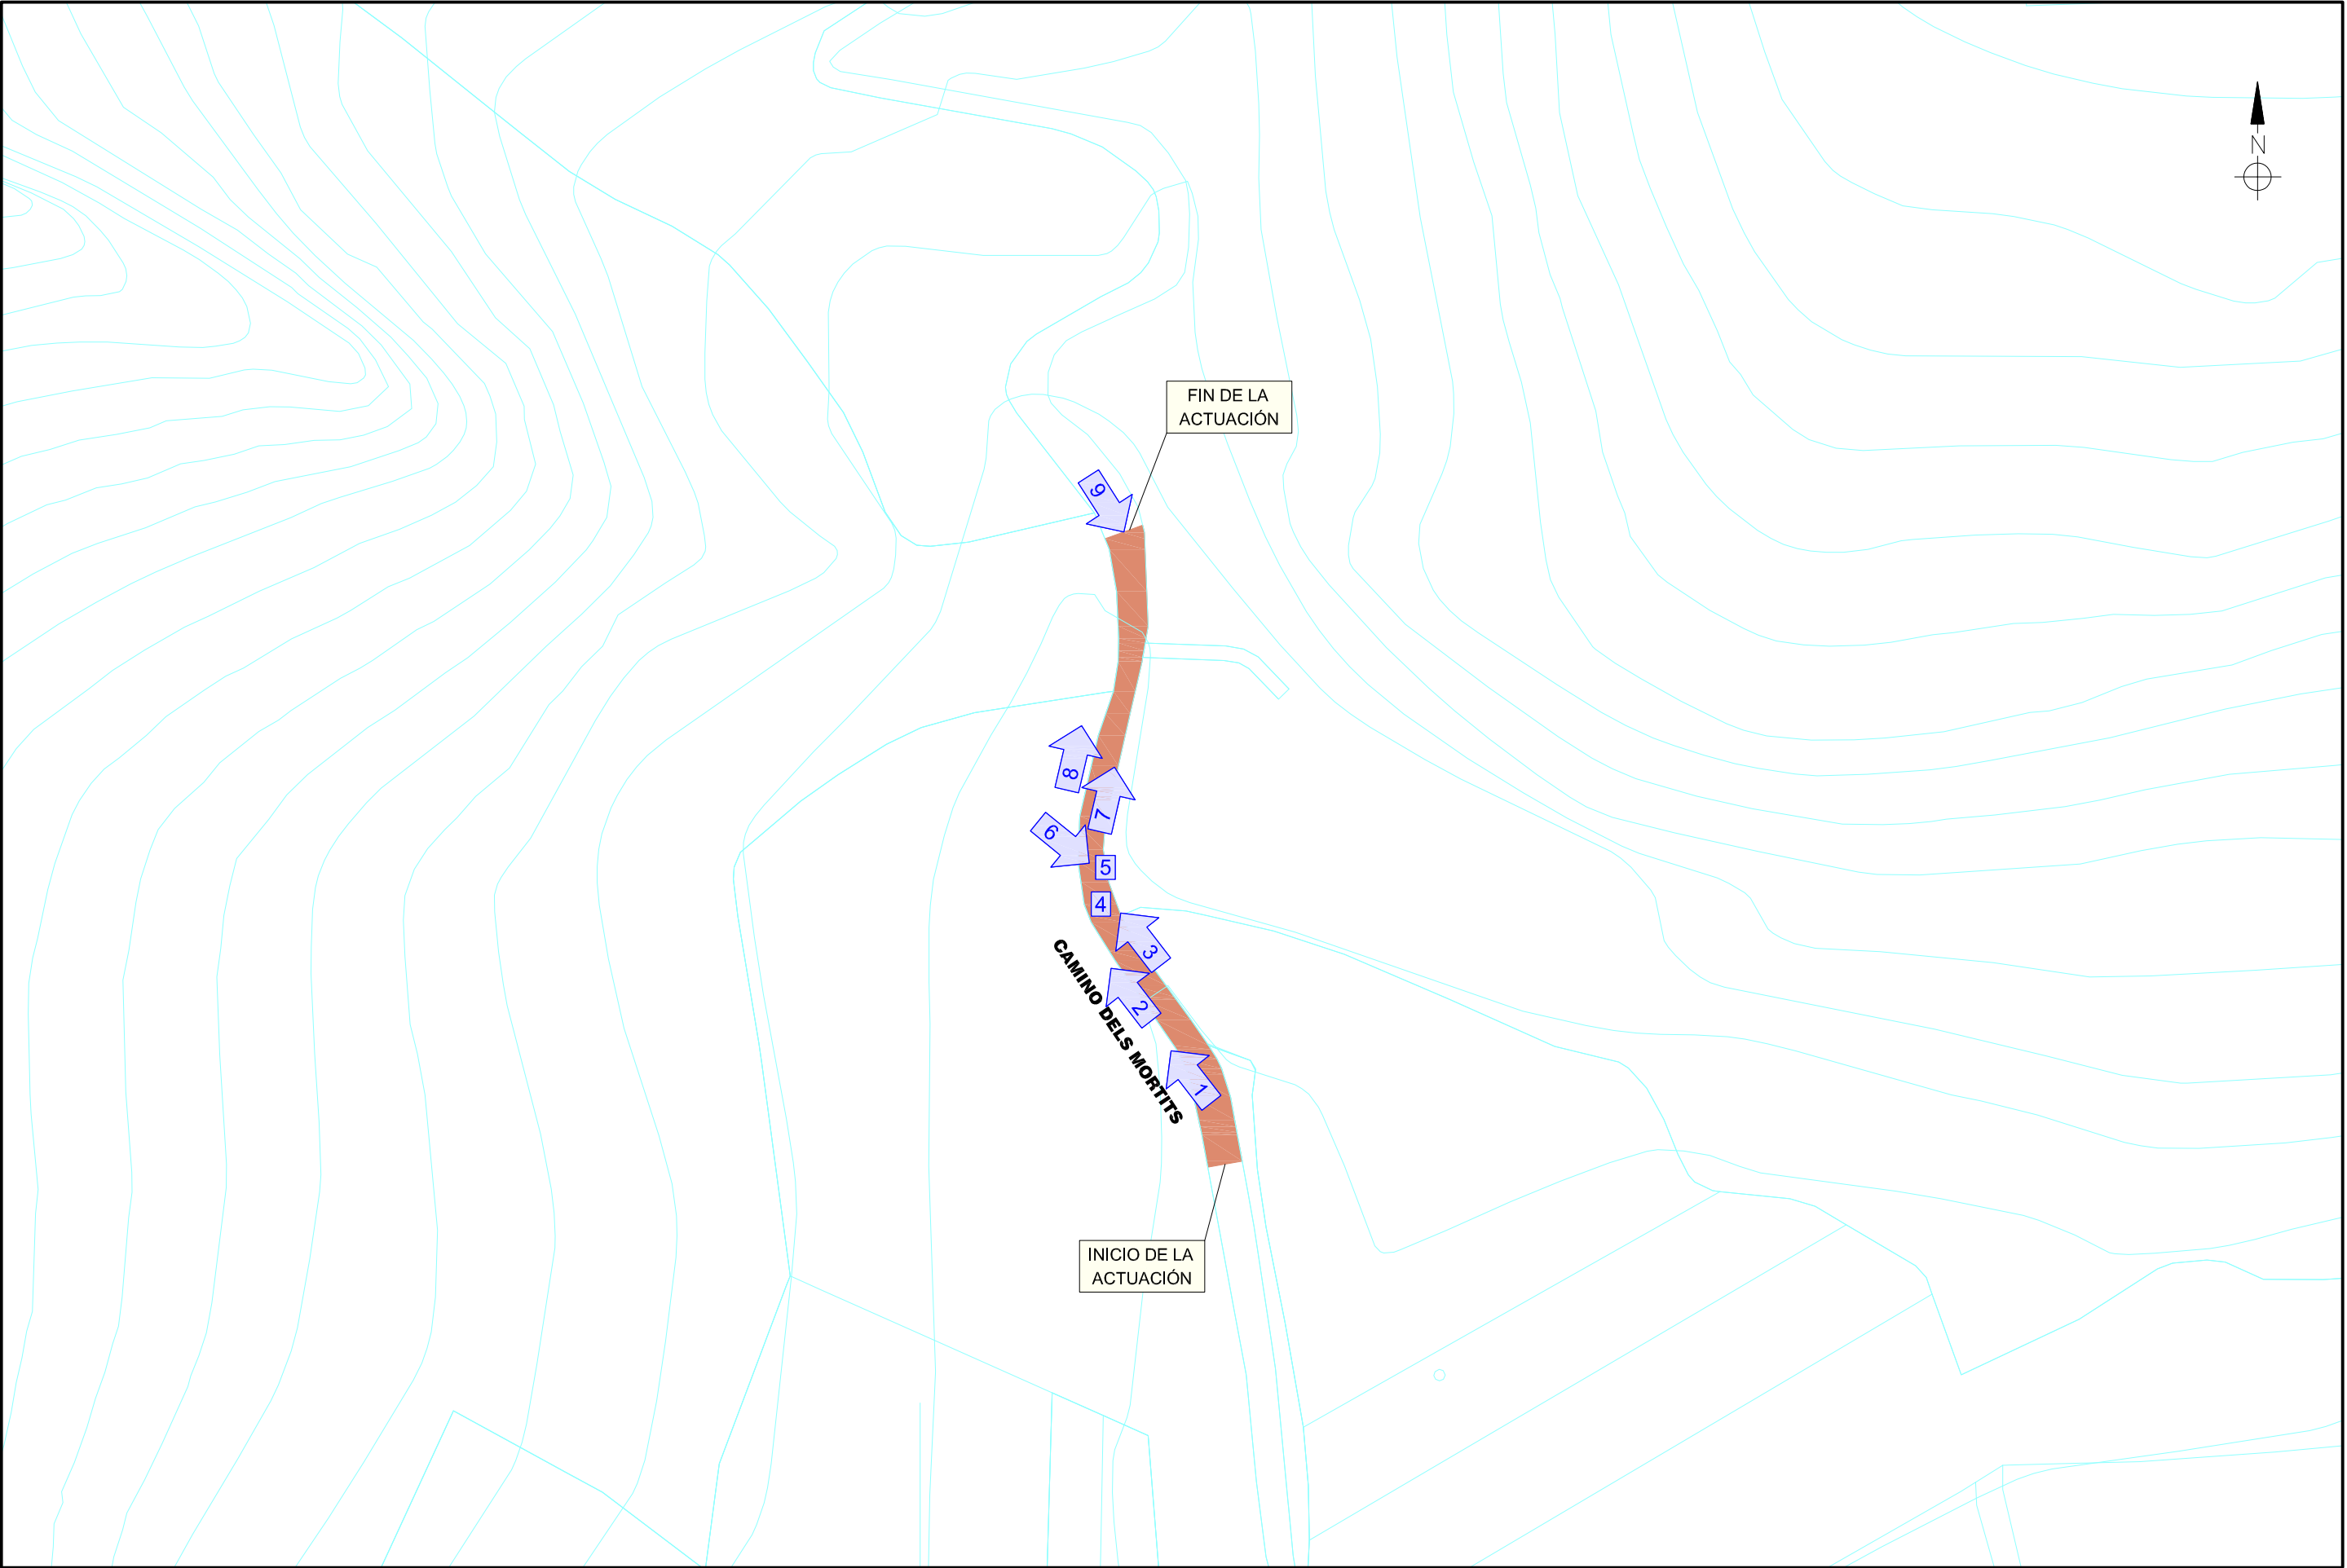 N
FIN DE LA
ACTUACIÓN
9
8
7
6
5
4
3
2
1
CAMINO DELS MORTITS
INICIO DE LA
ACTUACIÓN